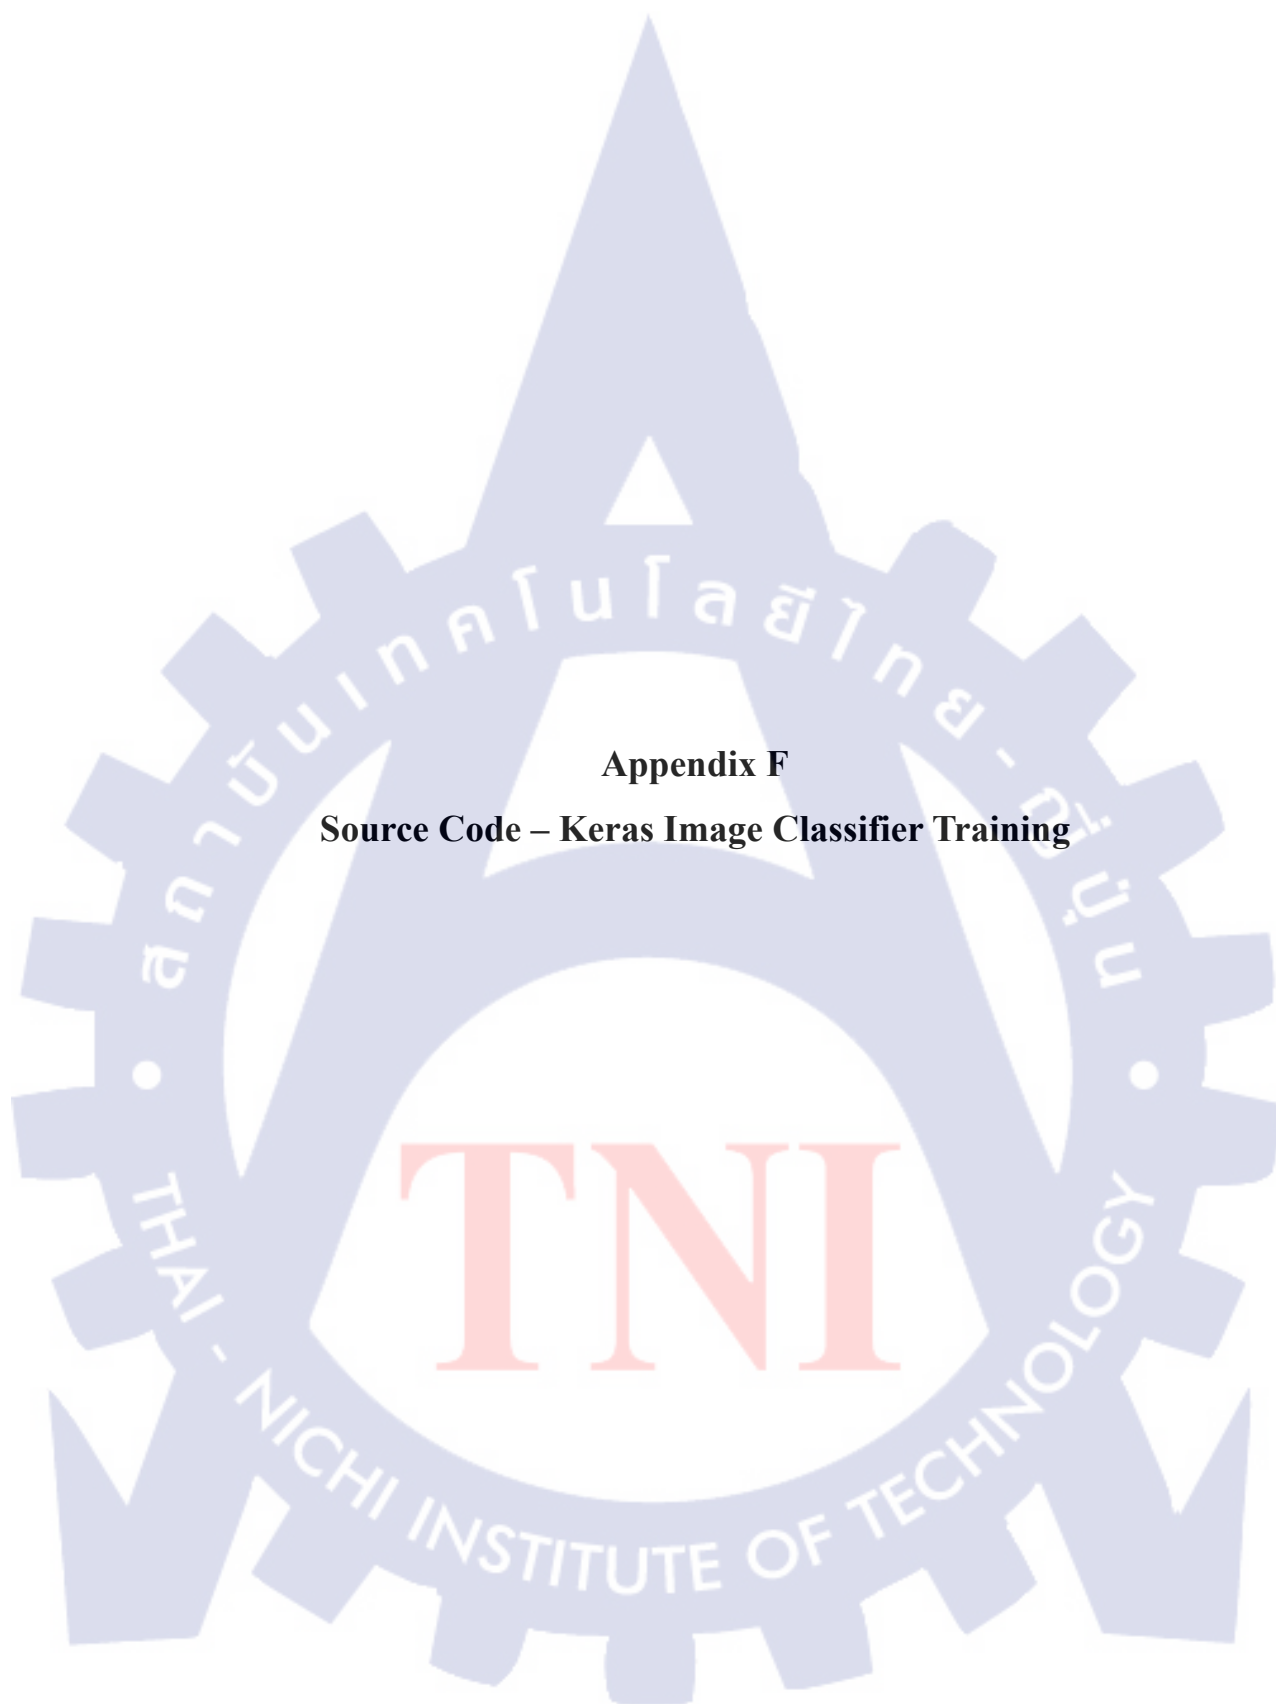 สถาบันเทคโนโลยีไทย - ญี่ปุ่น
Appendix F
Source Code – Keras Image Classifier Training
TNI
THAI - NICHI INSTITUTE OF TECHNOLOGY